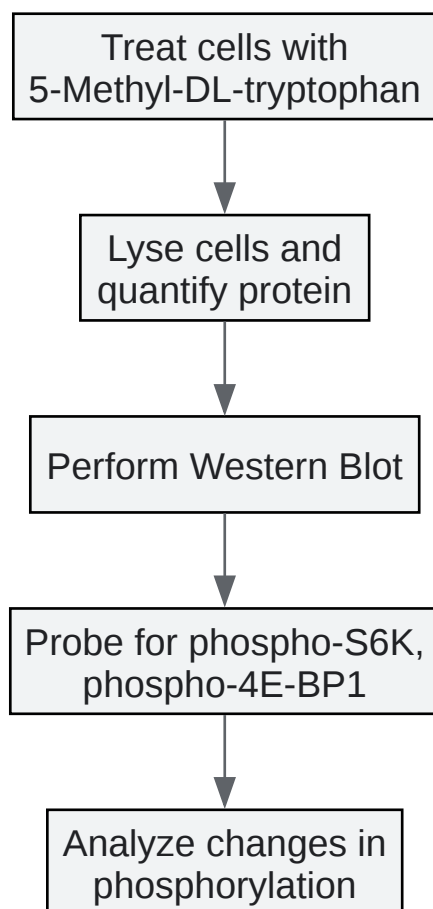 Treat cells with
5-Methyl-DL-tryptophan
Lyse cells and
quantify protein
Perform Western Blot
Probe for phospho-S6K,
phospho-4E-BP1
Analyze changes in
phosphorylation